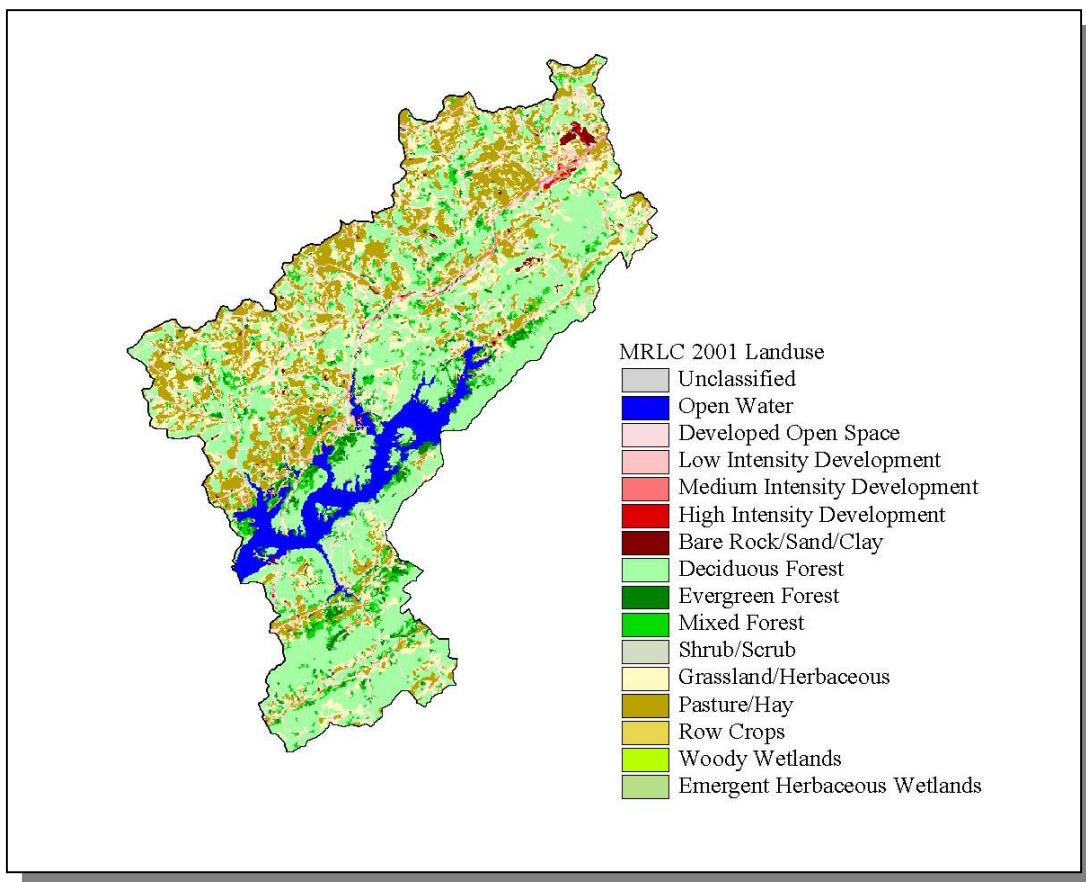 MRLC 2001 Landuse
Unclassified
Open Water
Developed Open Space
Low Intensity Development
Medium Intensity Development
High Intensity Development
Bare Rock/Sand/Clay
Deciduous Forest
Evergreen Forest
Mixed Forest
Shrub/Scrub
Grassland/Herbaceous
Pasture/Hay
Row Crops
Woody Wetlands
Emergent Herbaceous Wetlands